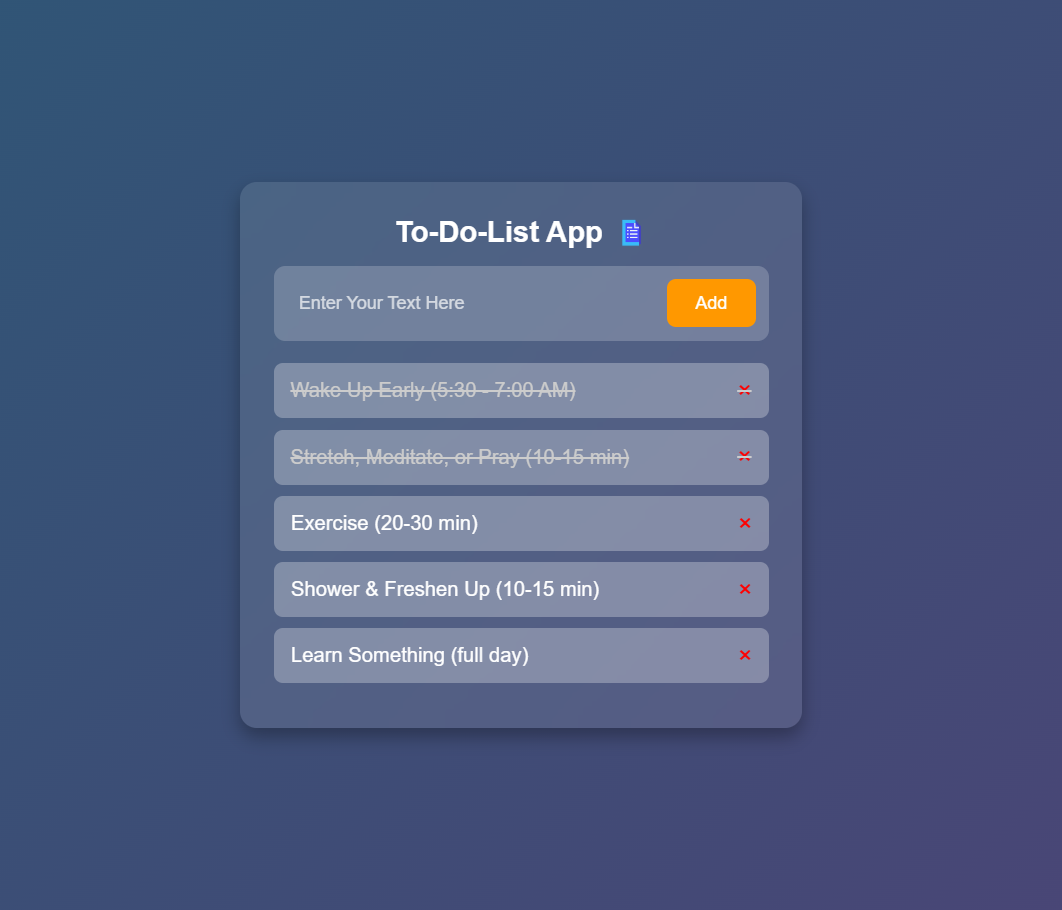 To-Do-List App
Enter Your Text Here
Add
Wake Up Early (5:30 - 7:00 AM)
×
Stretch, Meditate, or Pray (10-15 min)
×
Exercise (20-30 min)
×
Shower & Freshen Up (10-15 min)
×
Learn Something (full day)
×